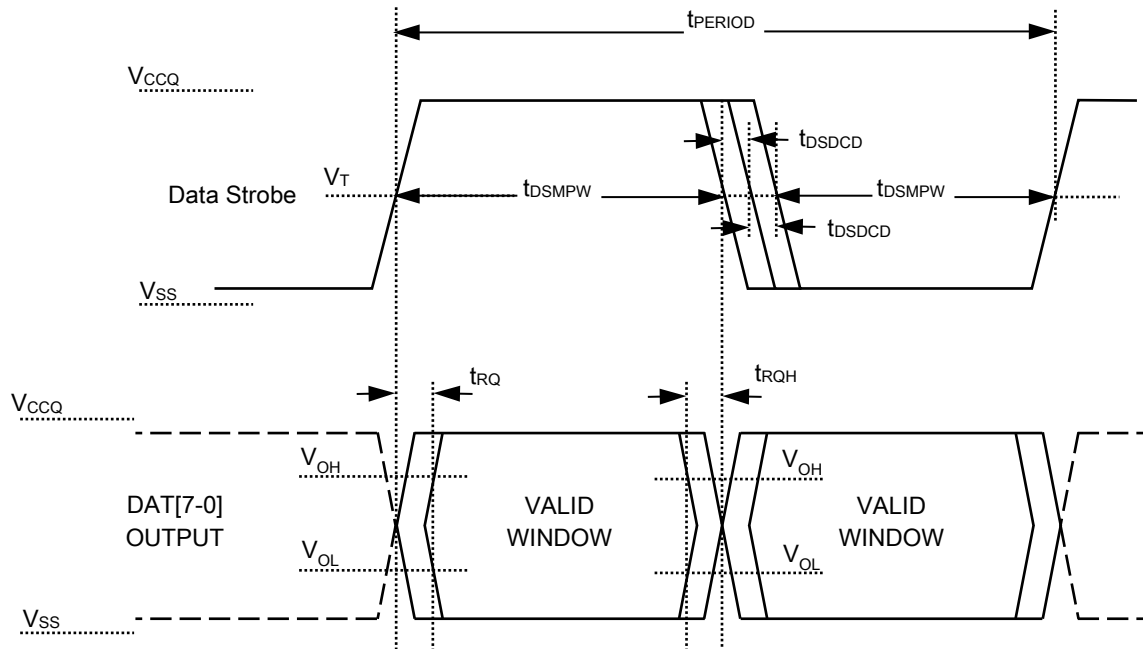 tPERIOD
VCCQ
tDSDCD
VT
Data Strobe
tDSMPW
tDSMPW
tDSDCD
VSS
tRQ
tRQH
VCCQ
VOH
VOH
DAT[7-0]
OUTPUT
VALID
WINDOW
VALID
WINDOW
VOL
VOL
VSS